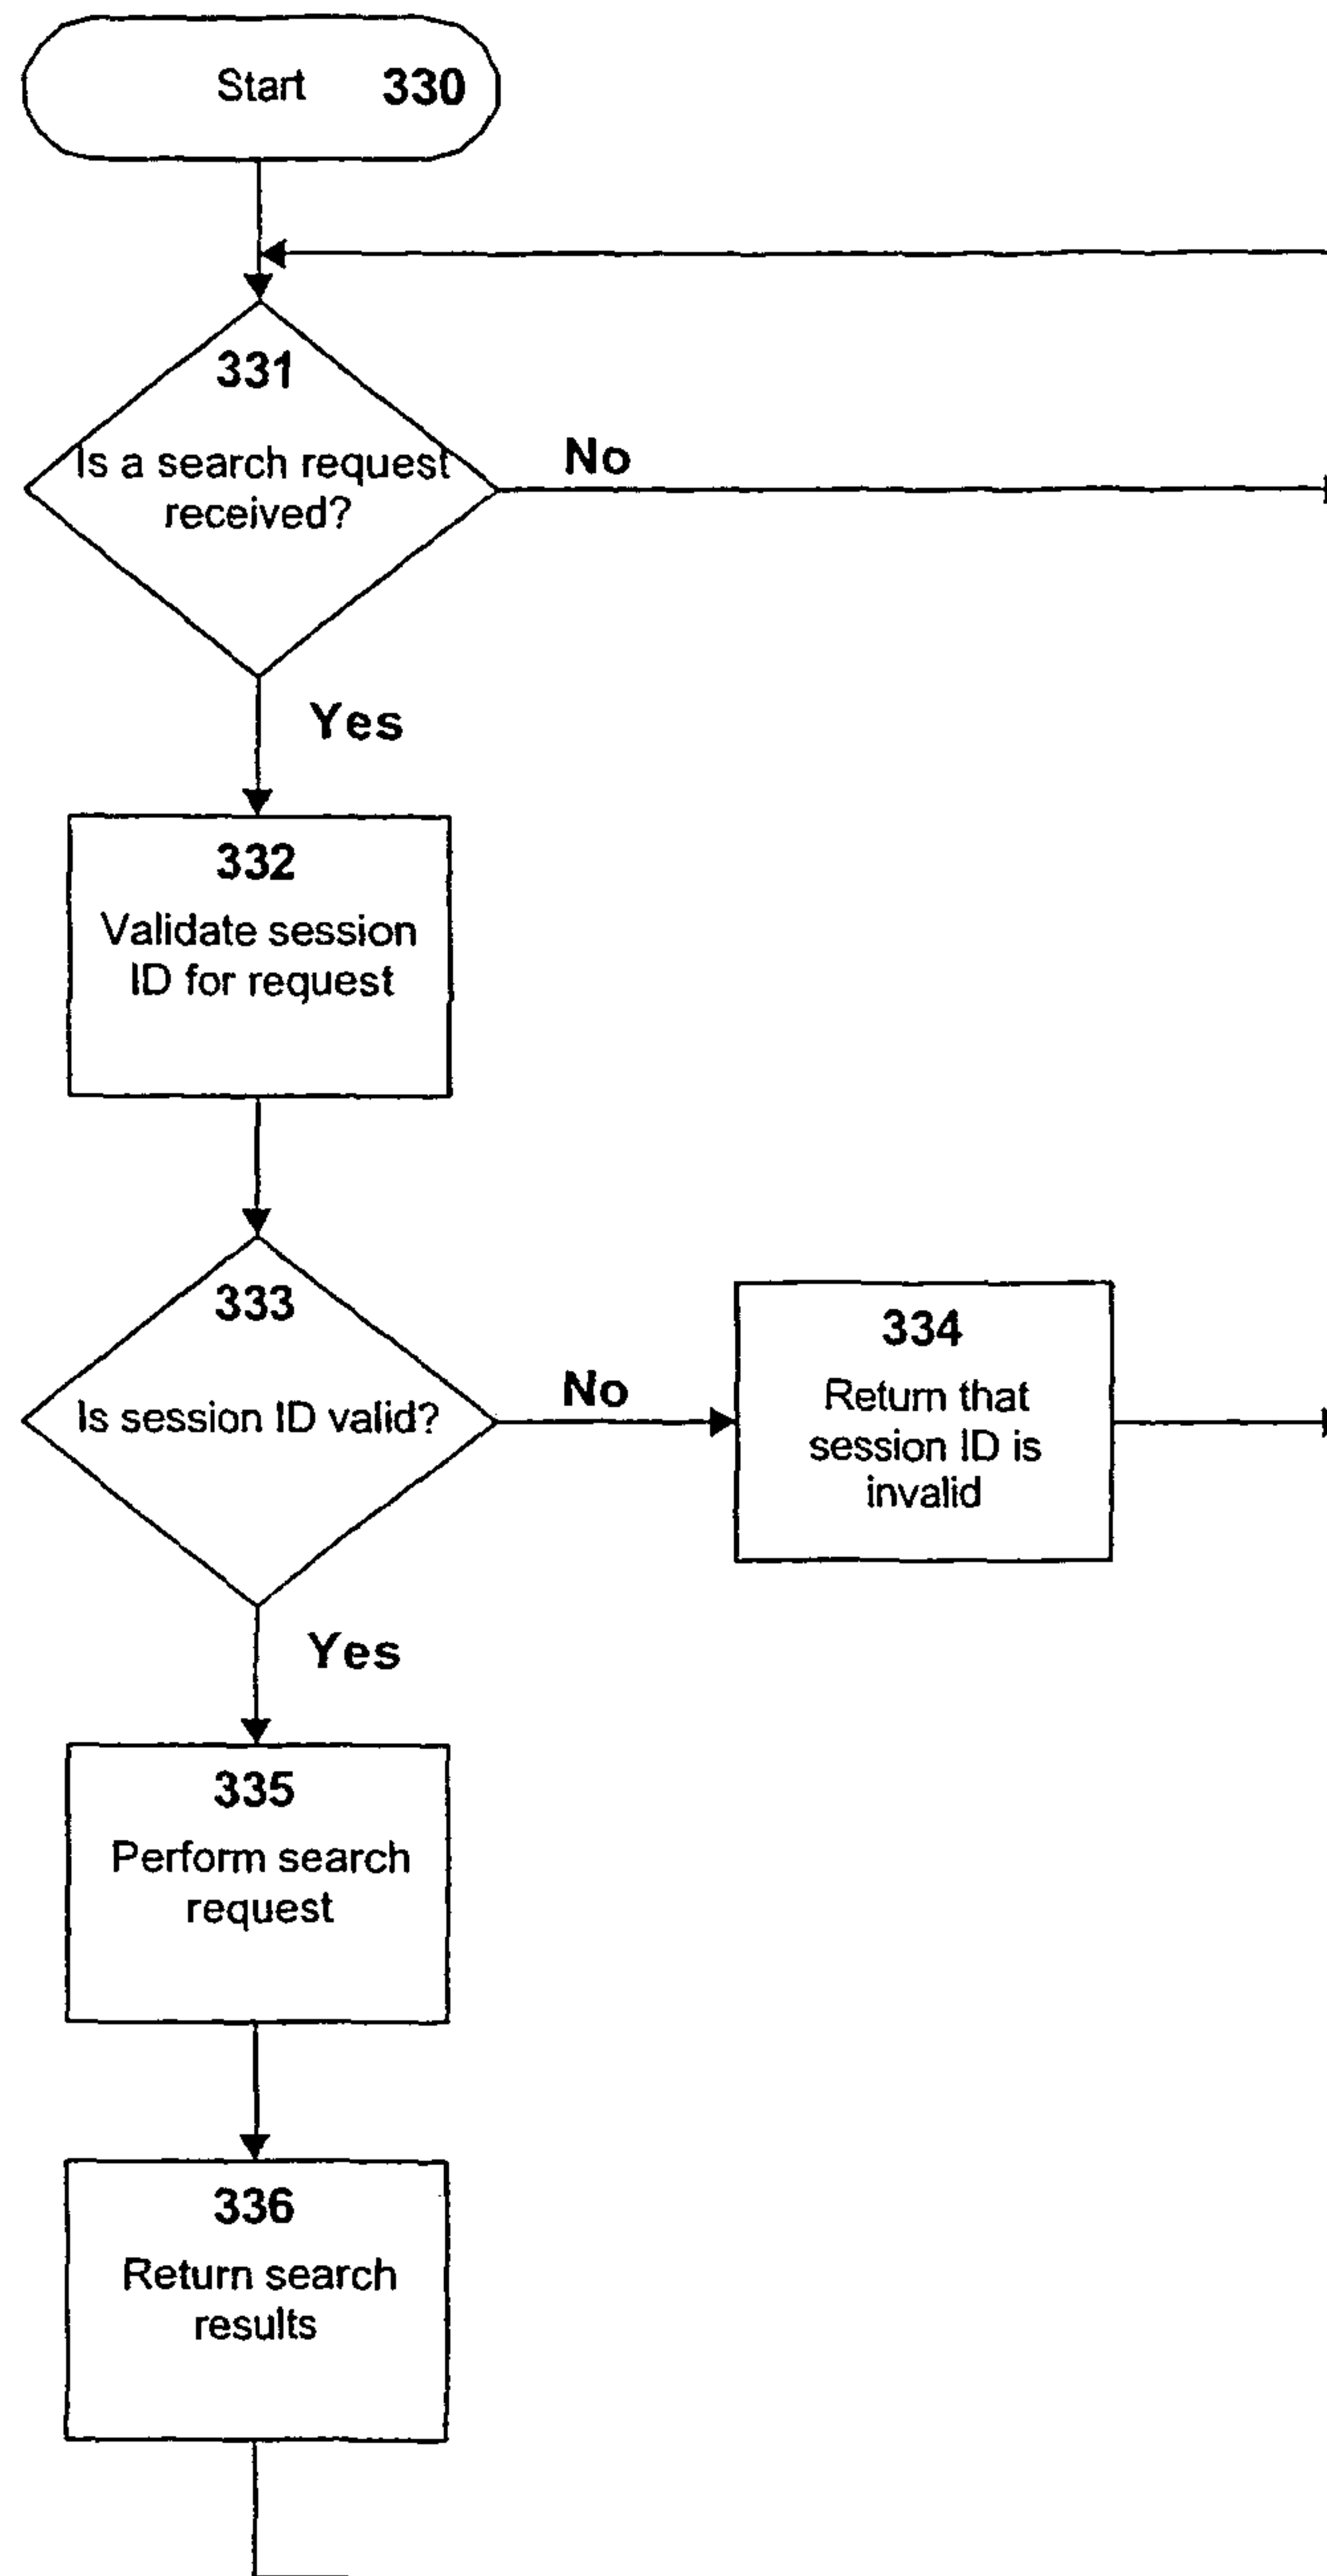 Start 330
331
Is a search request
received?
No
Yes
332
Validate session
ID for request
333
Is session ID valid?
No
334
Return that
session ID is
invalid
Yes
335
Perform search
request
336
Return search
results